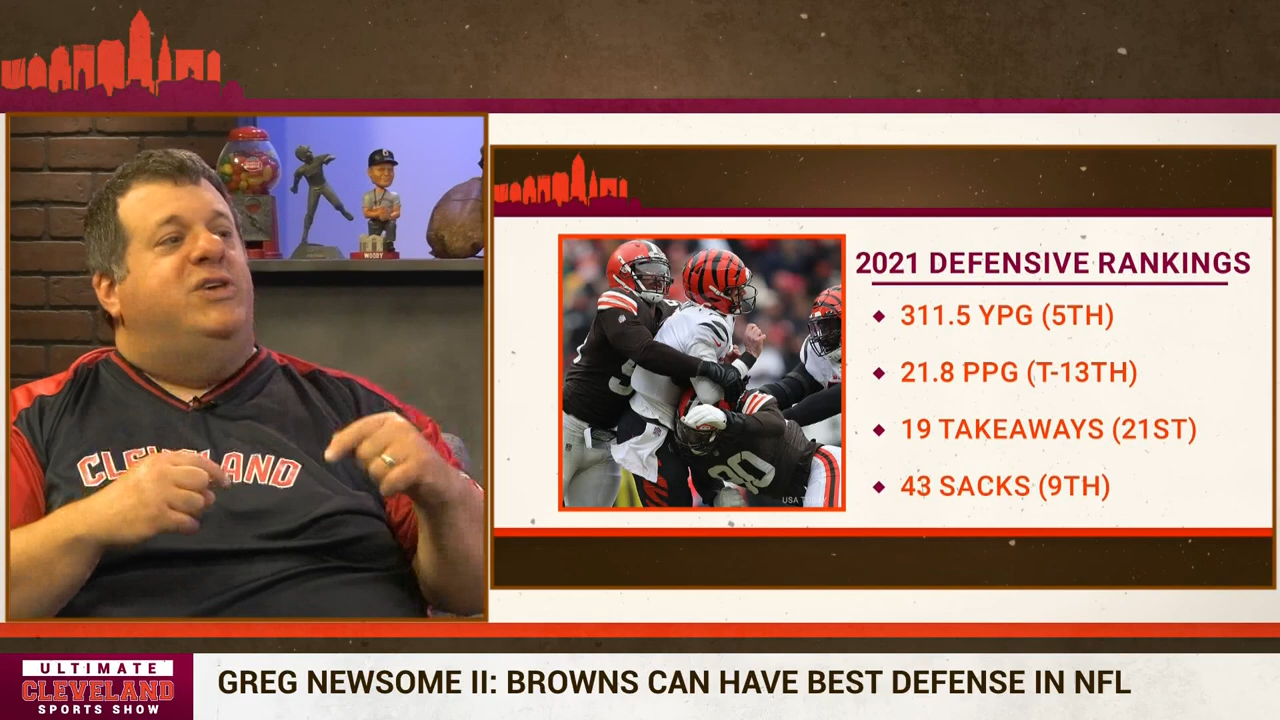 WOODY
CLEVELAND
2021 DEFENSIVE RANKINGS
311.5 YPG (5TH)
21.8 PPG (T-13TH)
19 TAKEAWAYS (21ST)
43 SACKS (9TH)
90
USA TODAY
ULTIMATE
CLEVELAND
SPORTS SHOW
GREG NEWSOME II: BROWNS CAN HAVE BEST DEFENSE IN NFL